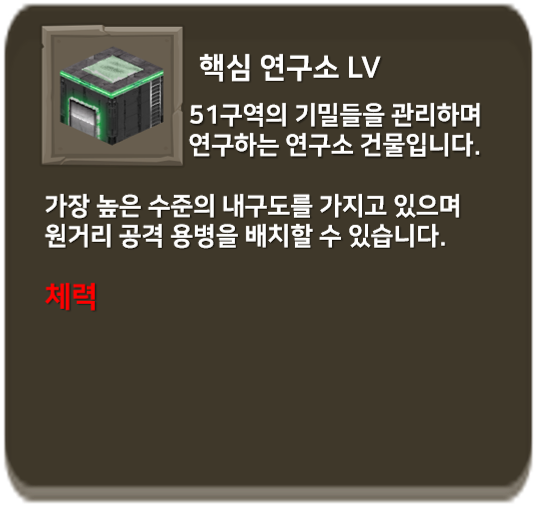 핵심 연구소 LV
51구역의 기밀들을 관리하며
연구하는 연구소 건물입니다.
가장 높은 수준의 내구도를 가지고 있으며
원거리 공격 용병을 배치할 수 있습니다.
체력